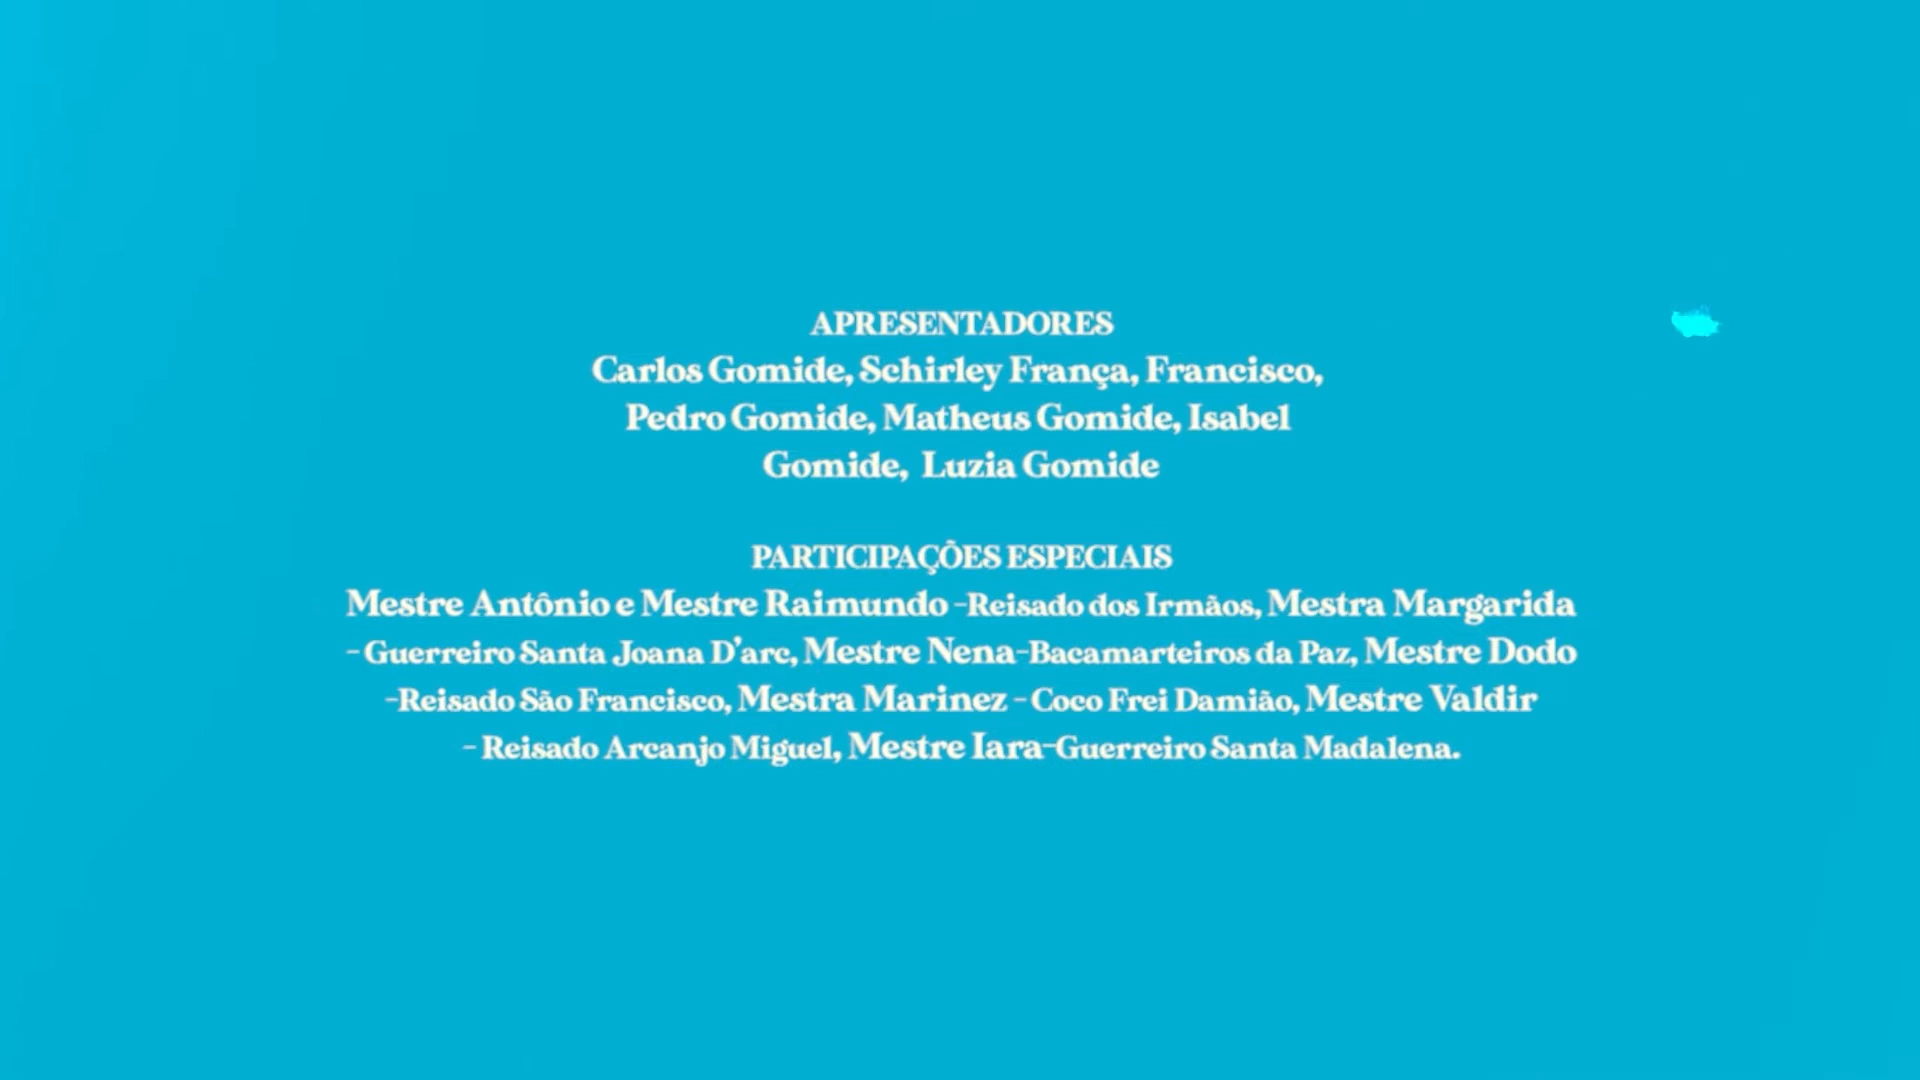 APRESENTADORES
Carlos Gomide, Schirley França, Francisco,
Pedro Gomide, Matheus Gomide, Isabel
Gomide, Luzia Gomide
PARTICIPAÇÕES ESPECIAIS
Mestre Antônio e Mestre Raimundo -Reisado dos Irmãos, Mestra Margarida
- Guerreiro Santa Joana D'arc, Mestre Nena-Bacamarteiros da Paz, Mestre Dodo
-Reisado São Francisco, Mestra Marinez - Coco Frei Damião, Mestre Valdir
- Reisado Arcanjo Miguel, Mestre Iara-Guerreiro Santa Madalena.